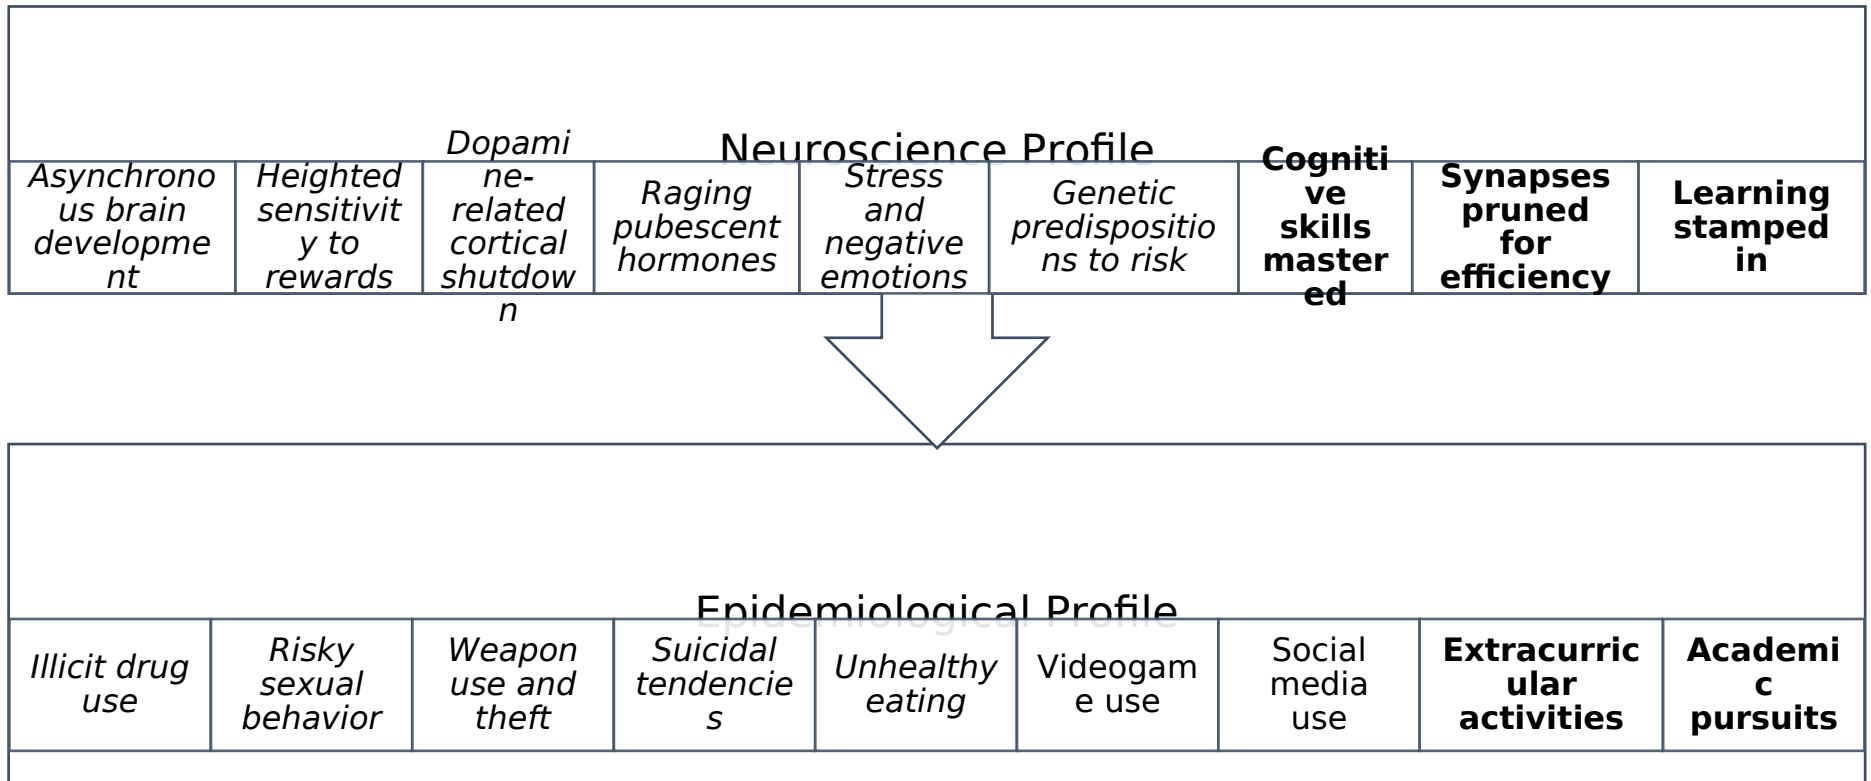 Neuroscience Profile
Asynchrono
us brain
developme
nt
Heighted
sensitivit
y to
rewards
Dopami
ne-
related
cortical
shutdow
n
Raging
pubescent
hormones
Stress
and
negative
emotions
Genetic
predispositio
ns to risk
Cogniti
ve
skills
master
ed
Synapses
pruned
for
efficiency
Learning
stamped
in
Epidemiological Profile
Illicit drug
use
Risky
sexual
behavior
Weapon
use and
theft
Suicidal
tendencie
s
Unhealthy
eating
Videogam
e use
Social
media
use
Extracurric
ular
activities
Academi
c
pursuits